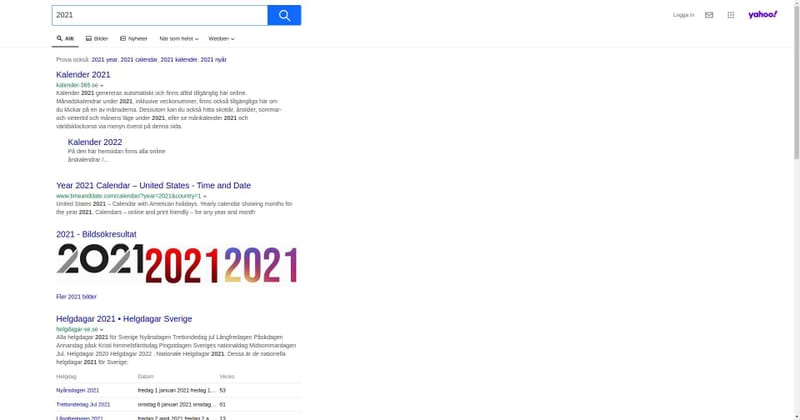 2021
Logga in
yahoo!
Allt
Bilder
Nyheter
När som helst
Webben
Prova också: 2021 year, 2021 calendar, 2021 kalender, 2021 nyår
Kalender 2021
kalender-365.se
Kalender 2021 genereras automatiskt och finns alltid tillgänglig här online.
Månadskalendrar under 2021, inklusive veckonummer, finns också tillgängliga här om
du klickar på en av månaderna. Dessutom kan du också hitta skottår, årstider, sommar-
och vintertid och månens läge under 2021, eller se månkalender 2021 och
världsklockorna via menyn överst på denna sida.
Kalender 2022
På den här hemsidan finns alla online
årskalendrar /...
Year 2021 Calendar – United States - Time and Date
www.timeanddate.com/calendar/?year=2021&country=1
United States 2021 – Calendar with American holidays. Yearly calendar showing months for
the year 2021. Calendars – online and print friendly – for any year and month
2021 - Bildsökresultat
2021 2021 2021
Fler 2021 bilder
Helgdagar 2021 • Helgdagar Sverige
helgdagar-se.se
Alla helgdagar 2021 för Sverige Nyårsdagen Trettondedag jul Långfredagen Påskdagen
Annandag påsk Kristi himmelsfärdsdag Pingstdagen Sveriges nationaldag Midsommardagen
Jul. Helgdagar 2020 Helgdagar 2022 . Nationale Helgdagar 2021. Dessa är de nationella
helgdagar 2021 för Sverige:
Helgdag Datum Vecka
Nyårsdagen 2021 fredag 1 januari 2021 fredag 1... 53
Trettondedag Jul 2021 onsdag 6 januari 2021 onsdag... 01
Långfredagen 2021 fredag 2 april 2021 fredag 2 a... 13